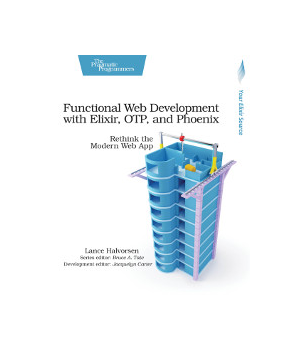 The
Pragmatic
Programmers
Your Elixir Source
Functional Web Development
with Elixir, OTP, and Phoenix
Rethink the
Modern Web App
Lance Halvorsen
Series editor: Bruce A. Tate
Development editor: Jacquelyn Carter